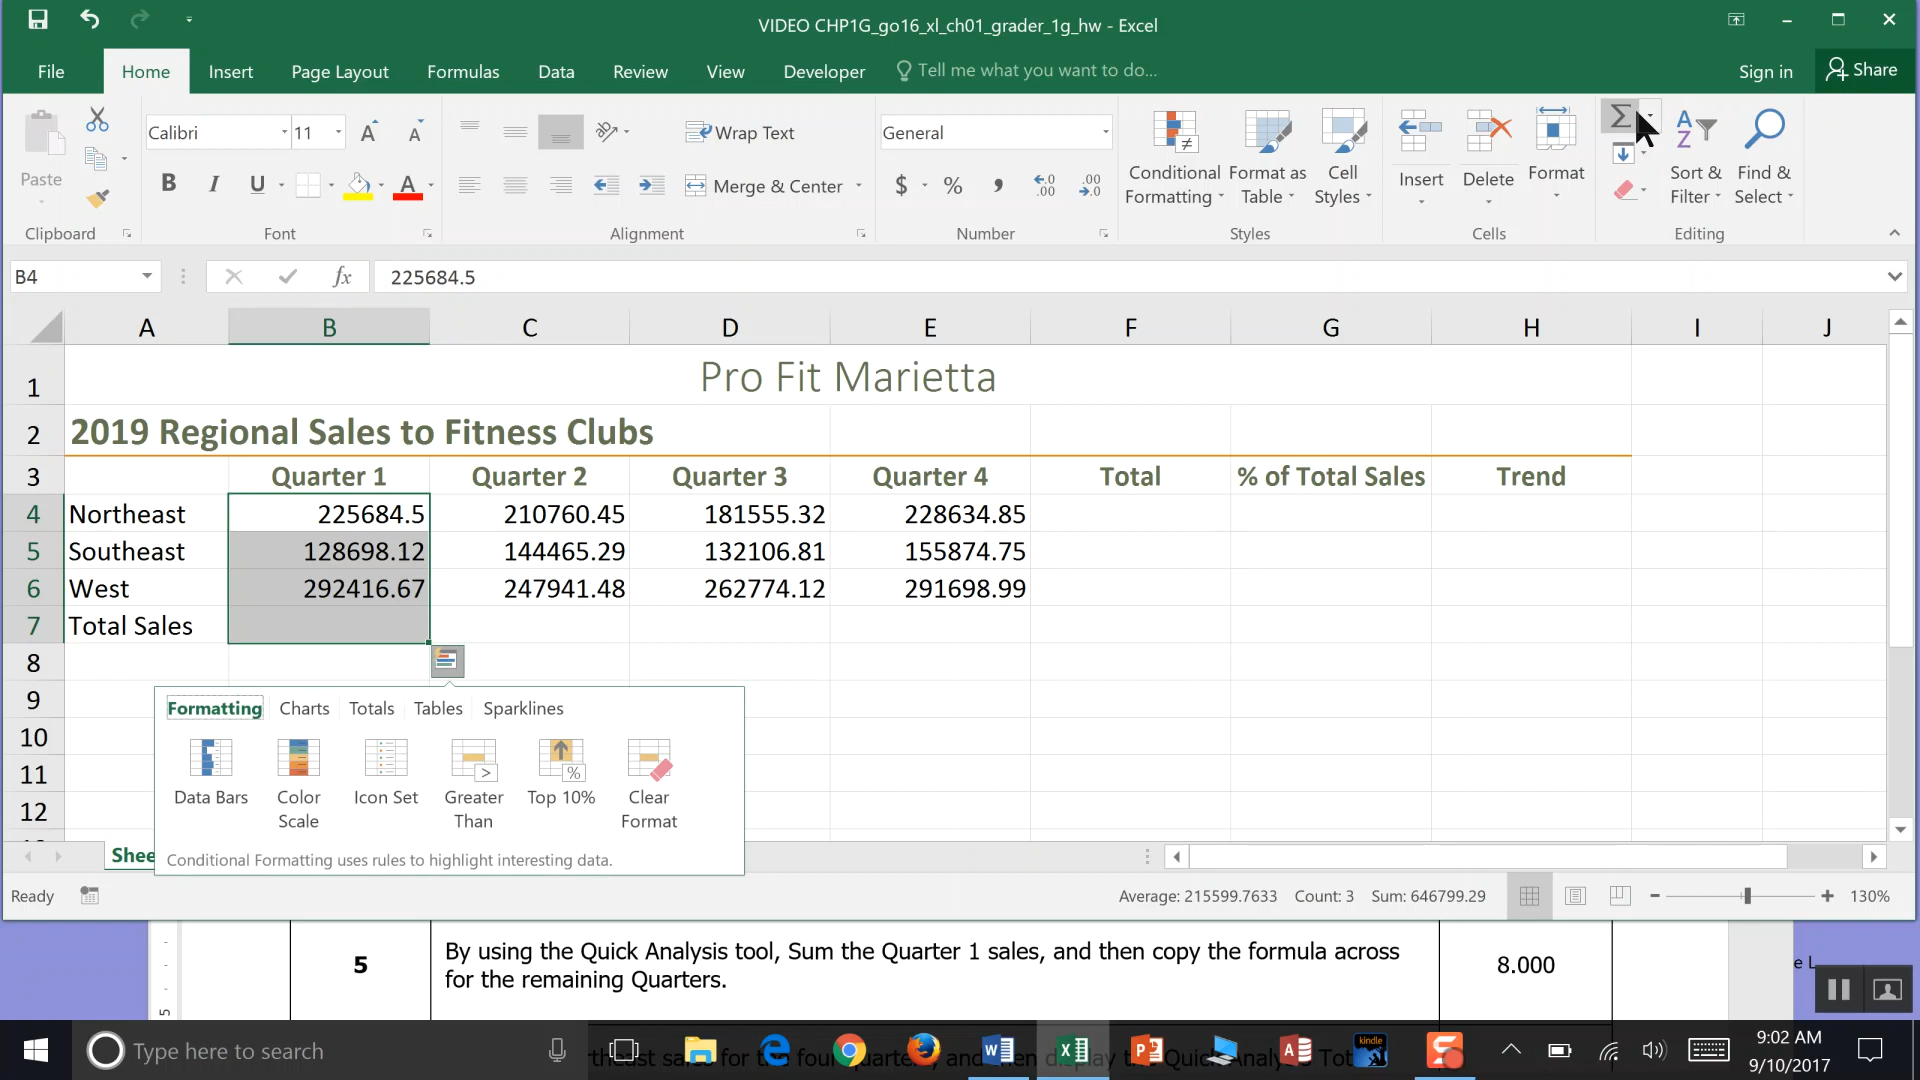 VIDEO CHP1G_go16_xl_ch01_grader_1g_hw - Excel
File Home Insert Page Layout Formulas Data Review View Developer Tell me what you want to do... Sign in Share
Calibri 11 Wrap Text General
Paste B I U A Merge & Center $ % Conditional Formatting Format as Table Cell Styles Insert Delete Format Sort & Filter Find & Select
Clipboard Font Alignment Number Styles Cells Editing
B4 fx 225684.5
A B C D E F G H I J
1 Pro Fit Marietta
2 2019 Regional Sales to Fitness Clubs
3 Quarter 1 Quarter 2 Quarter 3 Quarter 4 Total % of Total Sales Trend
4 Northeast 225684.5 210760.45 181555.32 228634.85
5 Southeast 128698.12 144465.29 132106.81 155874.75
6 West 292416.67 247941.48 262774.12 291698.99
7 Total Sales
8
9
Formatting Charts Totals Tables Sparklines
10
11
Data Bars Color Scale Icon Set Greater Than Top 10% Clear Format
12
Shee
Conditional Formatting uses rules to highlight interesting data.
Ready Average: 215599.7633 Count: 3 Sum: 646799.29 130%
5 By using the Quick Analysis tool, Sum the Quarter 1 sales, and then copy the formula across 8.000
for the remaining Quarters.
Type here to search
9:02 AM
9/10/2017